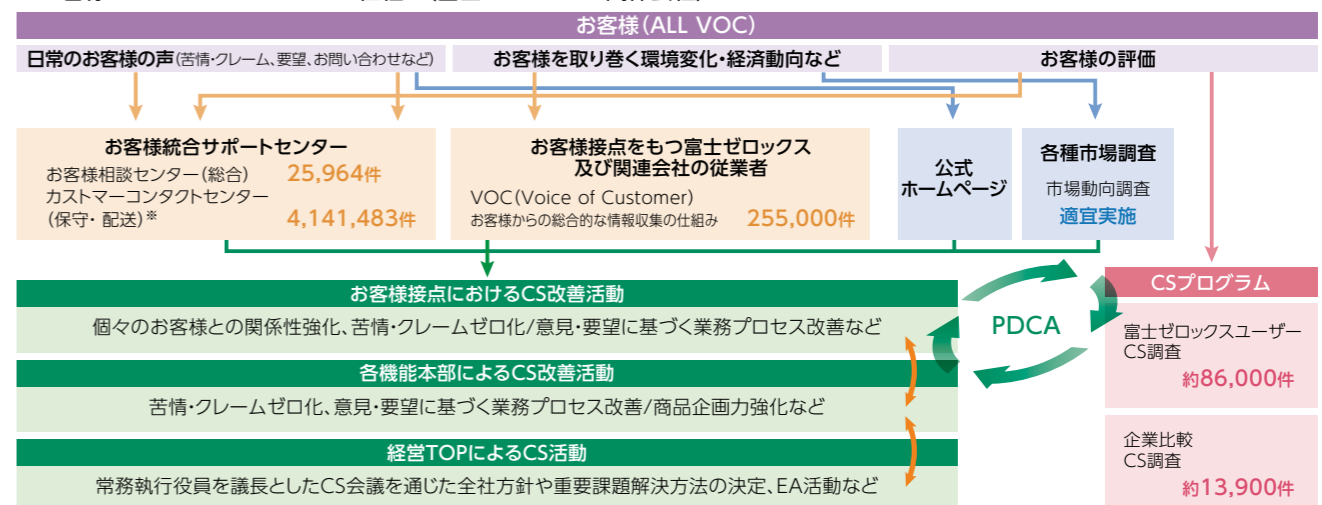 お客様（ALL VOC）
日常のお客様の声（苦情・クレーム、要望、お問い合わせなど）
お客様を取り巻く環境変化・経済動向など
お客様の評価
お客様統合サポートセンター
お客様相談センター（総合） 25,964件
カストマーコンタクトセンター
（保守・ 配送）※ 4,141,483件
お客様接点をもつ富士ゼロックス
及び関連会社の従業者
VOC（Voice of Customer）
お客様からの総合的な情報収集の仕組み 255,000件
公式
ホームページ
各種市場調査
市場動向調査
適宜実施
お客様接点におけるCS改善活動
個々のお客様との関係性強化、苦情・クレームゼロ化/意見・要望に基づく業務プロセス改善など
各機能本部によるCS改善活動
苦情・クレームゼロ化、意見・要望に基づく業務プロセス改善/商品企画力強化など
経営TOPによるCS活動
常務執行役員を議長としたCS会議を通じた全社方針や重要課題解決方法の決定、EA活動など
PDCA
CSプログラム
富士ゼロックスユーザー
CS調査
約86,000件
企業比較
CS調査
約13,900件